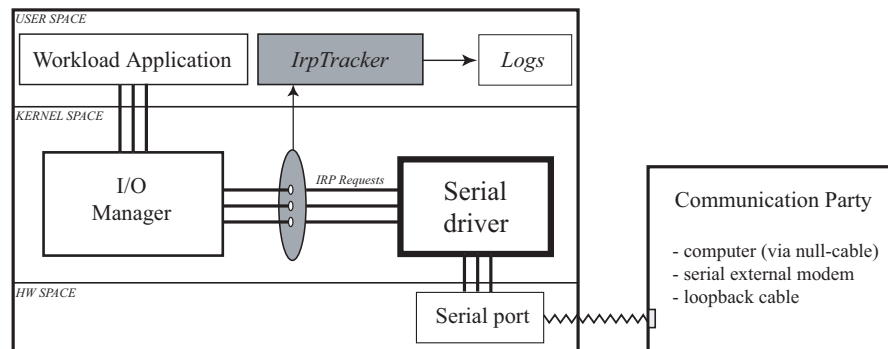 USER SPACE
Workload Application
IrpTracker
Logs
KERNEL SPACE
I/O
Manager
IRP Requests
Serial
driver
Communication Party
- computer (via null-cable)
- serial external modem
- loopback cable
HW SPACE
Serial port